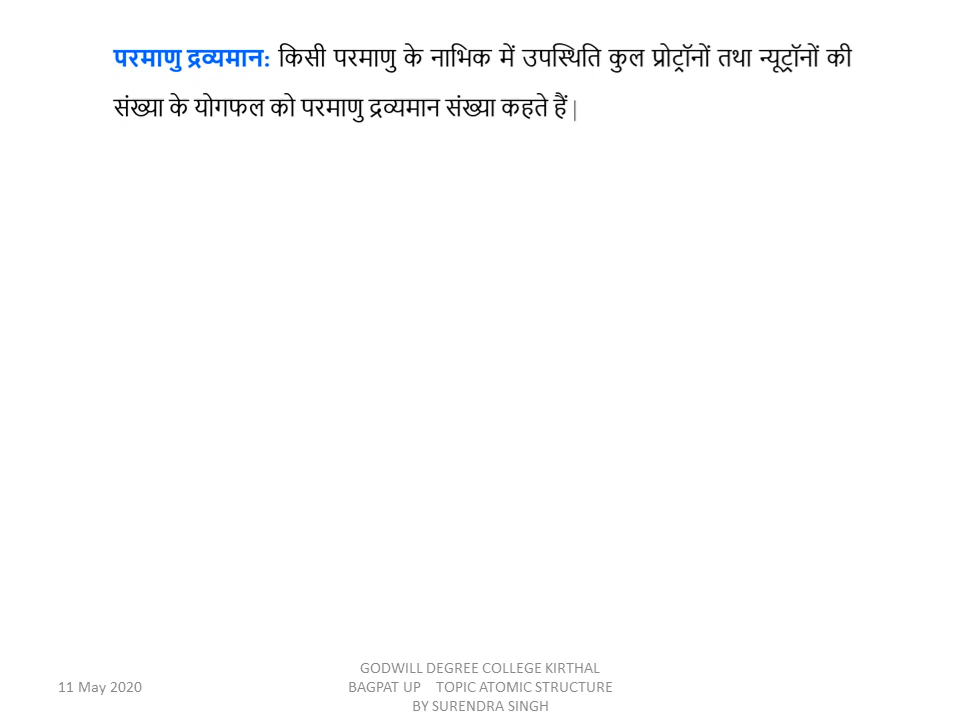 परमाणु द्रव्यमान: किसी परमाणु के नाभिक में उपस्थिति कुल प्रोट्रॉनों तथा न्यूट्रॉनों की
संख्या के योगफल को परमाणु द्रव्यमान संख्या कहते हैं |
GODWILL DEGREE COLLEGE KIRTHAL
11 May 2020 BAGPAT UP TOPIC ATOMIC STRUCTURE
BY SURENDRA SINGH